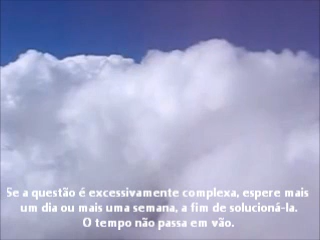 Se a questão é excessivamente complexa, espere mais
um dia ou mais uma semana, a fim de solucioná-la.
O tempo não passa em vão.